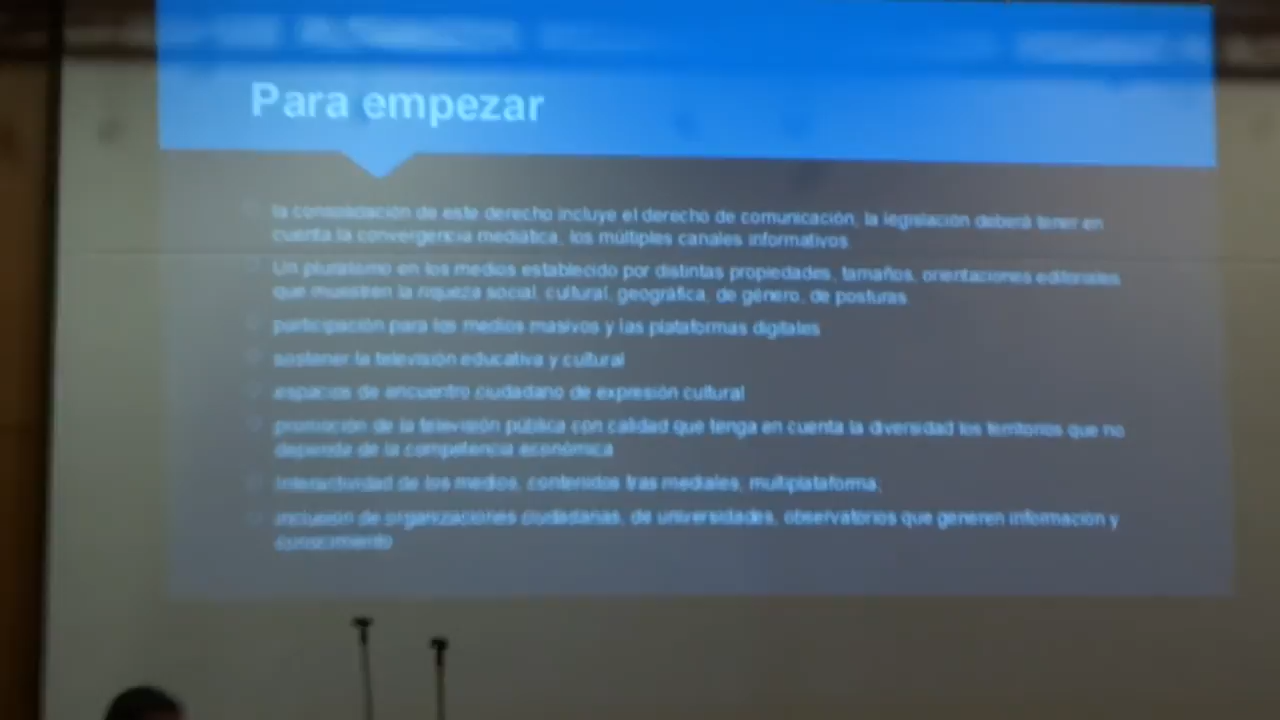 Para empezar
la consolidación de este derecho incluye el derecho de comunicación, la legislación deberá tener en
cuenta la convergencia mediática, los múltiples canales informativos
Un pluralismo en los medios establecido por distintas propiedades, tamaños, orientaciones editoriales
que muestren la riqueza social, cultural, geográfica, de género, de posturas
participación para los medios masivos y las plataformas digitales
sostener la televisión educativa y cultural
espacios de encuentro ciudadano de expresión cultural
promoción de la televisión pública con calidad que tenga en cuenta la diversidad los territorios que no
dependa de la competencia económica
Interactividad de los medios, contenidos tras mediales, multiplataforma,
inclusión de organizaciones ciudadanas, de universidades, observatorios que generen información y
conocimiento